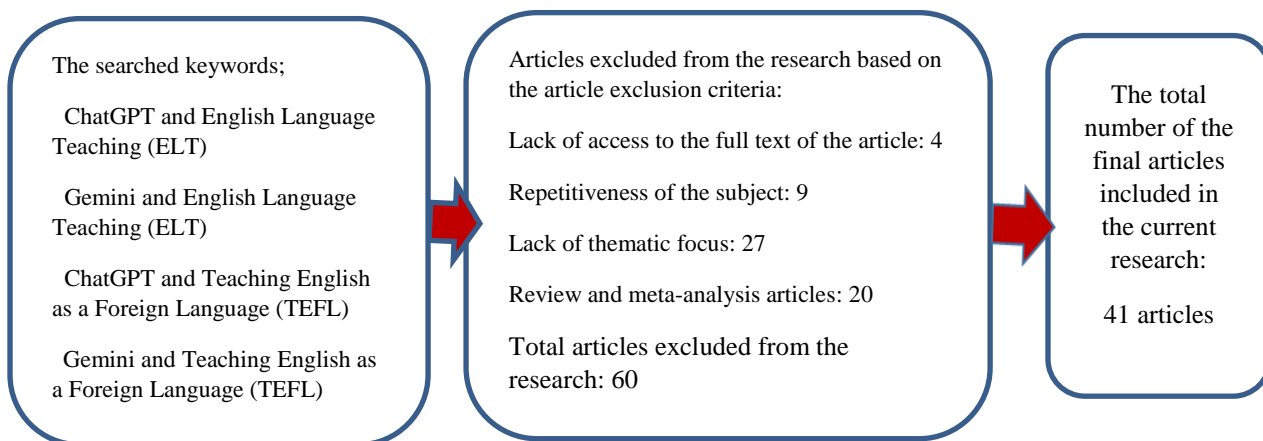 The searched keywords;
ChatGPT and English Language
Teaching (ELT)
Gemini and English Language
Teaching (ELT)
ChatGPT and Teaching English
as a Foreign Language (TEFL)
Gemini and Teaching English as
a Foreign Language (TEFL)
Articles excluded from the research based on
the article exclusion criteria:
Lack of access to the full text of the article: 4
Repetitiveness of the subject: 9
Lack of thematic focus: 27
Review and meta-analysis articles: 20
Total articles excluded from the
research: 60
The total
number of the
final articles
included in
the current
research:
41 articles